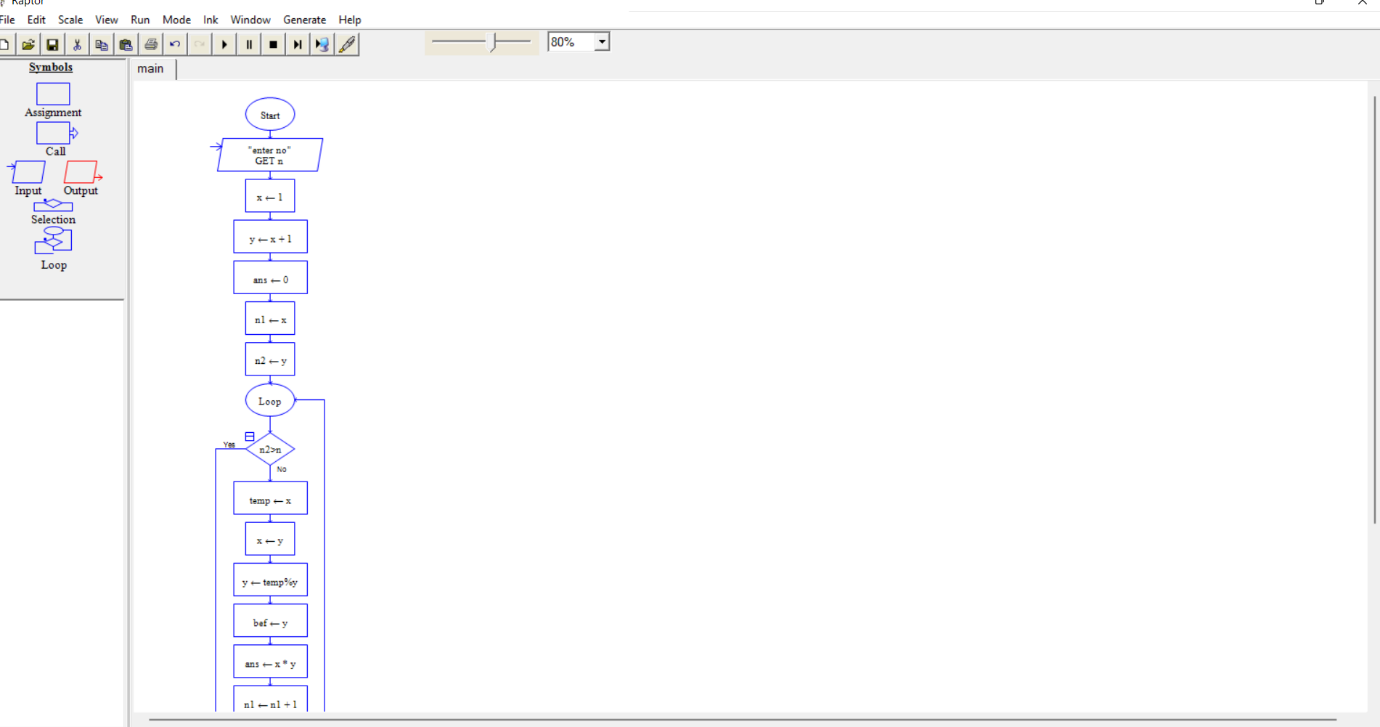 Raptor
File Edit Scale View Run Mode Ink Window Generate Help
80%
Symbols
Assignment
Call
Input Output
Selection
Loop
main
Start
"enter no"
GET n
x ← 1
y ← x + 1
ans ← 0
n1 ← x
n2 ← y
Loop
Yes
n2>n
No
temp ← x
x ← y
y ← temp%y
bef ← y
ans ← x * y
n1 ← n1 + 1